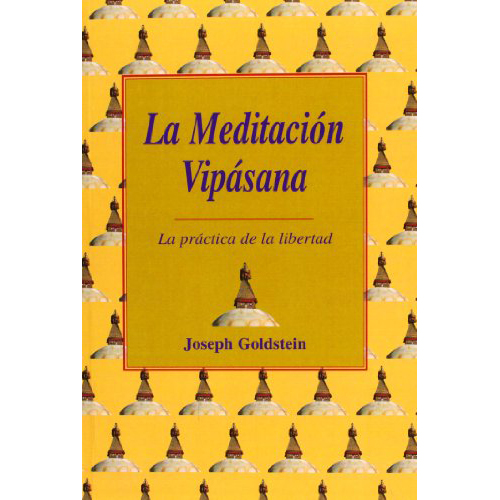 La Meditación
Vipásana
La práctica de la libertad
Joseph Goldstein